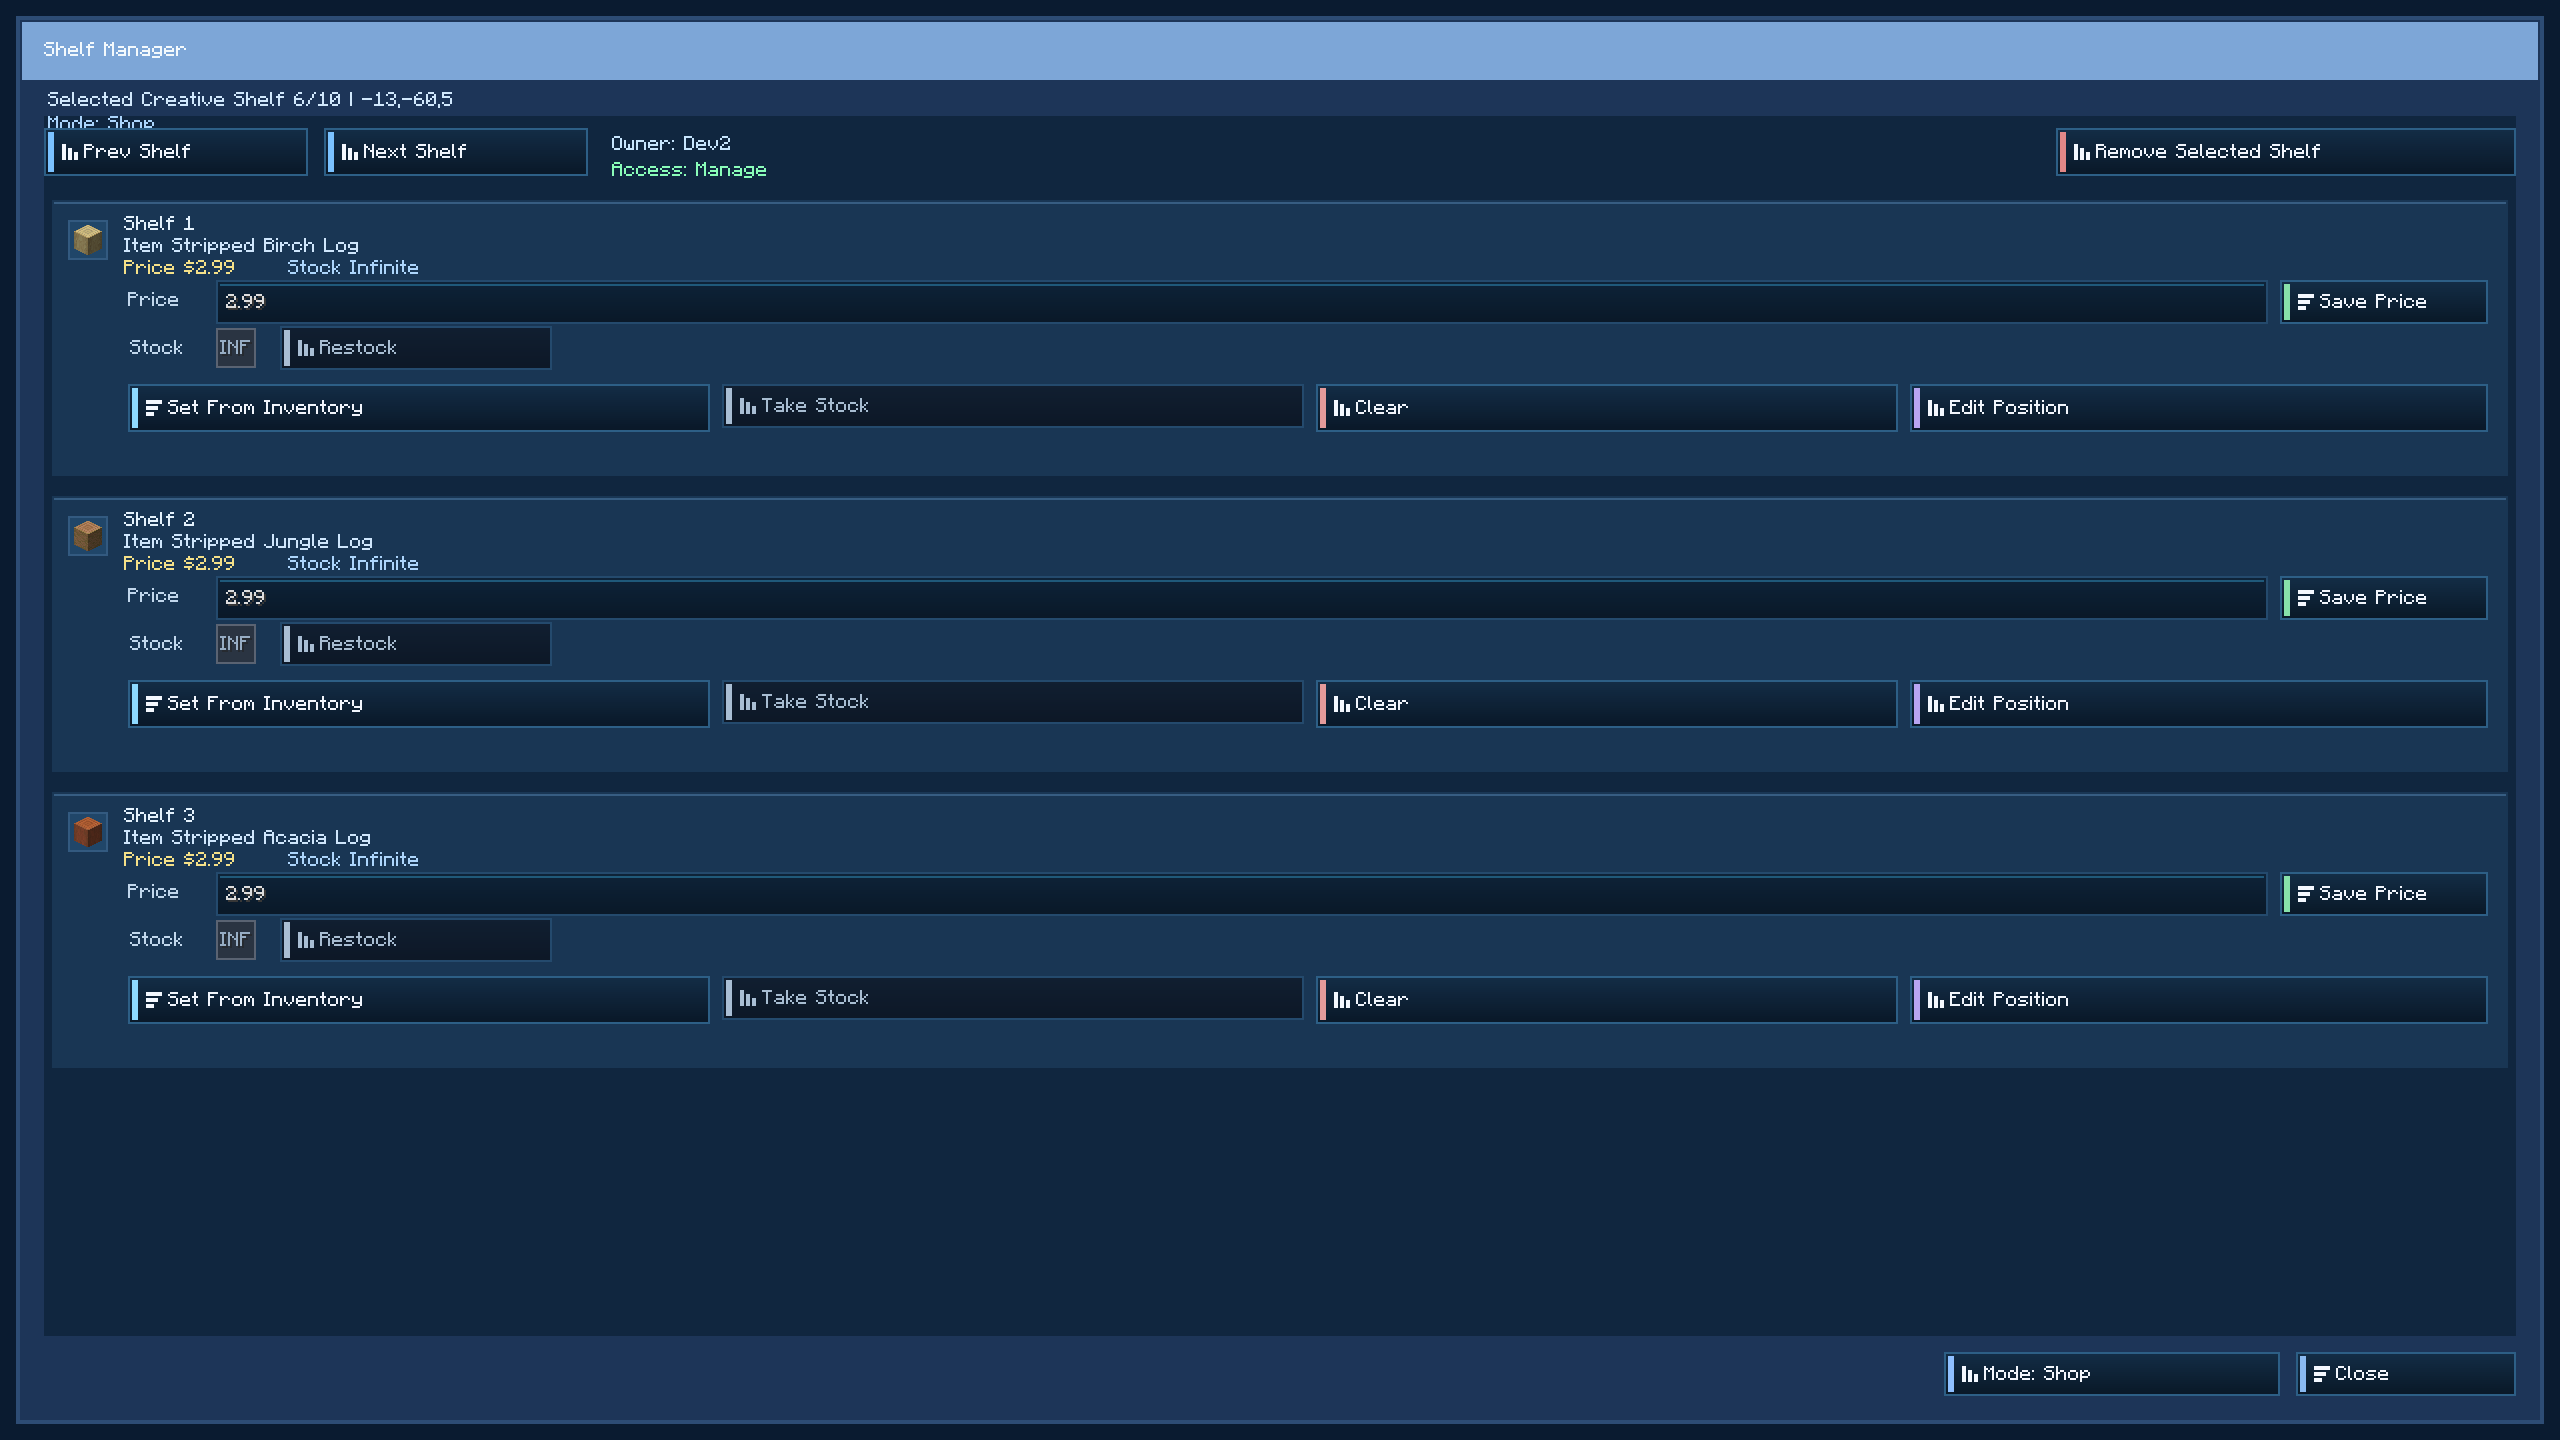 Shelf Manager
Selected Creative Shelf 6/10 | -13,-60,5
Mode: Shop
Prev Shelf
Next Shelf
Owner: Dev2
Access: Manage
Remove Selected Shelf
Shelf 1
Item Stripped Birch Log
Price $2.99 Stock Infinite
Price 2.99 Save Price
Stock INF Restock
Set From Inventory Take Stock Clear Edit Position
Shelf 2
Item Stripped Jungle Log
Price $2.99 Stock Infinite
Price 2.99 Save Price
Stock INF Restock
Set From Inventory Take Stock Clear Edit Position
Shelf 3
Item Stripped Acacia Log
Price $2.99 Stock Infinite
Price 2.99 Save Price
Stock INF Restock
Set From Inventory Take Stock Clear Edit Position
Mode: Shop Close